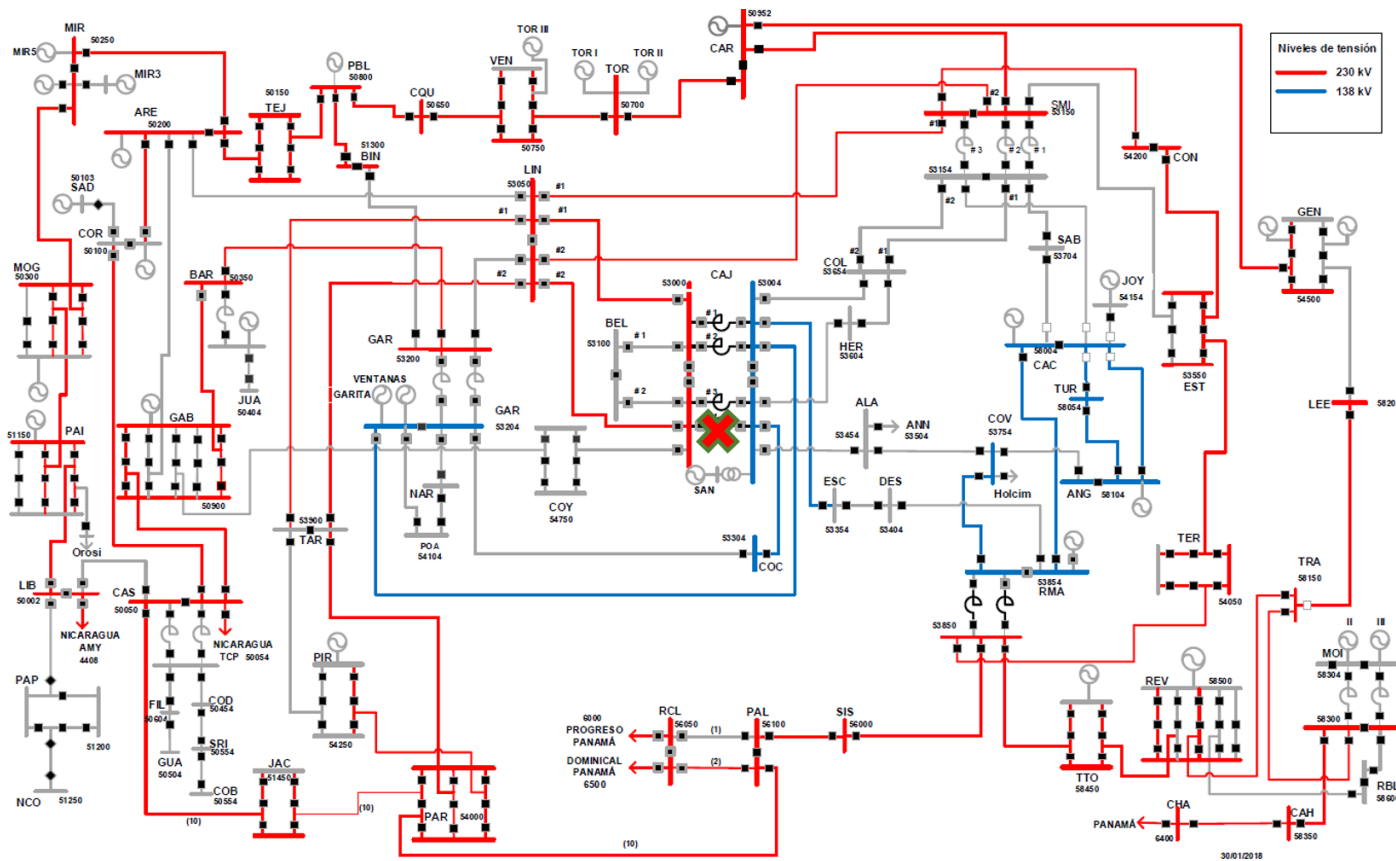 MIR
50250
MIR5
MIR3
PBL
50800
TOR III
VEN
TOR I
TOR II
TOR
50700
50952
CAR
Niveles de tensión
230 kV
138 kV
50150
TEJ
CQU
50650
50750
ARE
50200
51300
BIN
#2
SMI
53150
#1
# 3
# 2
# 1
53154
#2
#1
CON
54200
50103
SAD
COR
50100
LIN
53050
#1
#1
#1
#2
#2
#2
GEN
54500
MOG
50300
BAR
50350
JUA
50404
GAR
53200
BEL
53100
# 1
# 2
CAJ
53000
53004
# 1
# 2
# 3
SAN
COL
53654
#2
#1
HER
53604
SAB
53704
JOY
54154
58004
CAC
TUR
58054
53550
EST
LEE
5820
VENTANAS
GARITA
GAR
53204
NAR
POA
54104
COY
54750
ALA
53454
ANN
53504
COV
53754
Holcim
ANG
58104
51150
PAI
GAB
50900
Orosi
ESC
53354
DES
53404
53304
COC
53900
TAR
53854
RMA
53850
TER
54050
TRA
58150
LIB
50002
CAS
50050
NICARAGUA
AMY
4408
NICARAGUA
TCP 50054
PAP
51200
NCO
51250
FIL
50604
GUA
50504
COD
50454
SRI
50554
COB
50554
PIR
54250
JAC
51450
(10)
(10)
PAR
54000
(10)
6000
PROGRESO
PANAMÁ
DOMINICAL
PANAMÁ
6500
RCL
56050
(1)
(2)
PAL
56100
SIS
56000
TTO
58450
REV
58500
II
III
MOI
58304
58300
RBL
58600
CHA
6400
PANAMÁ
CAH
58350
30/01/2018